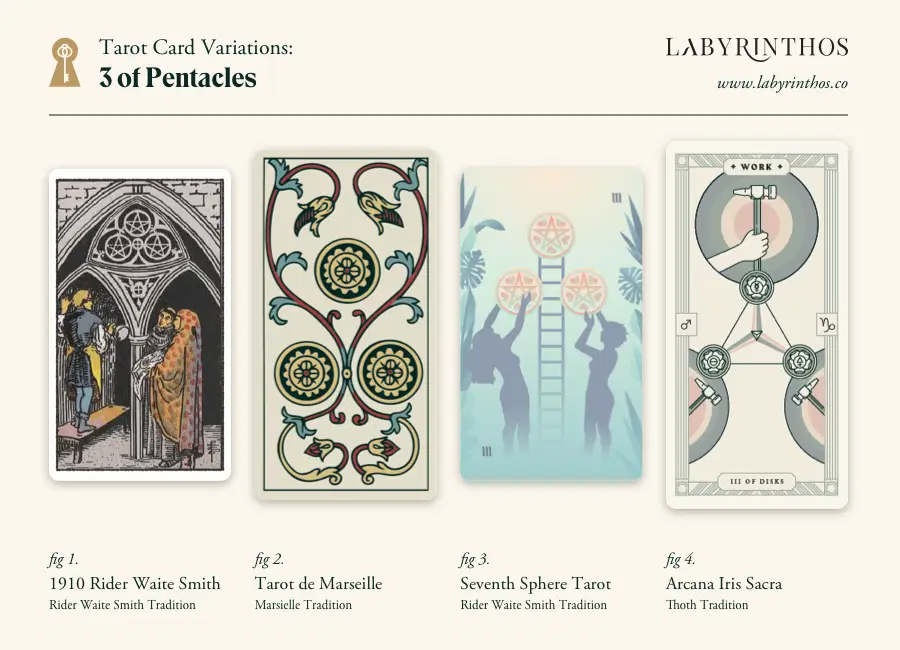 Tarot Card Variations:
3 of Pentacles
LABYRINTHOS
www.labyrinthos.co
III
III
III
WORK
♂
♑
III OF DISKS
fig 1.
1910 Rider Waite Smith
Rider Waite Smith Tradition
fig 2.
Tarot de Marseille
Marsielle Tradition
fig 3.
Seventh Sphere Tarot
Rider Waite Smith Tradition
fig 4.
Arcana Iris Sacra
Thoth Tradition